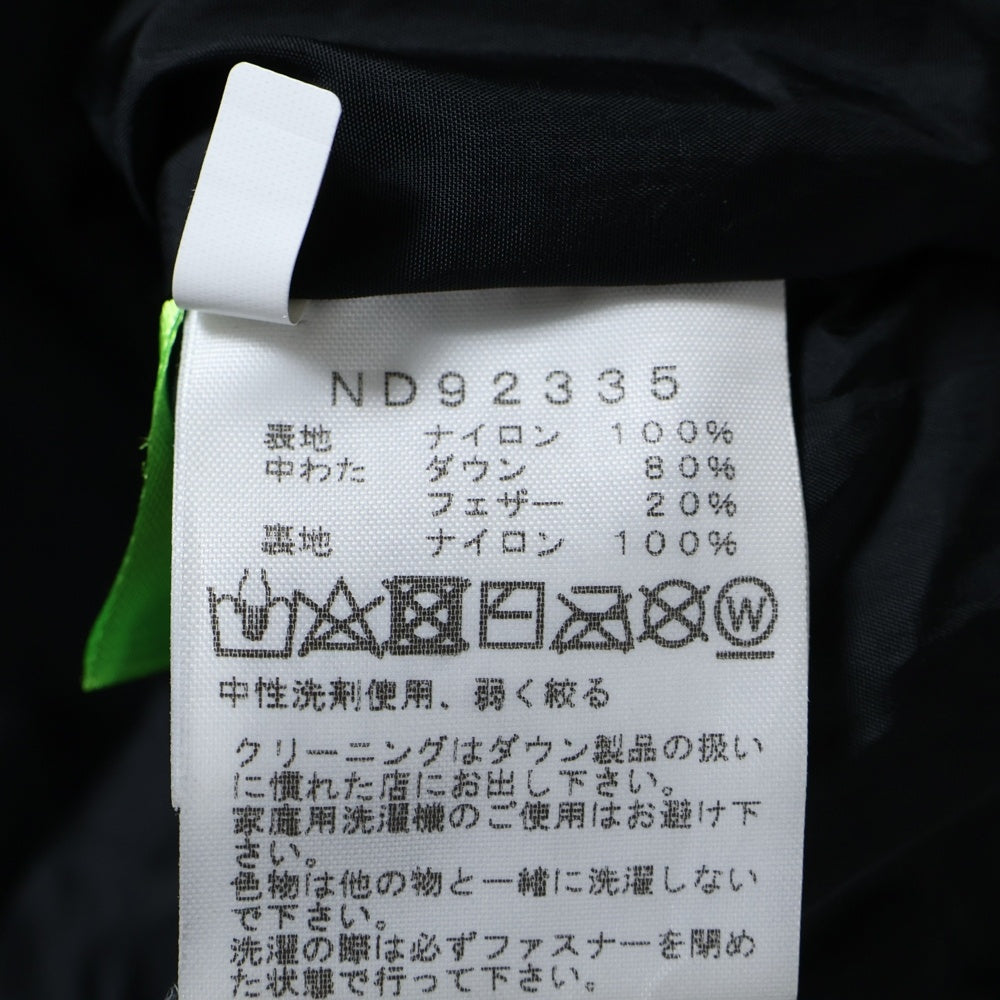 ND92335
表地 ナイロン 100%
中わた ダウン 80%
フェザー 20%
裏地 ナイロン 100%
W
中性洗剤使用、弱く絞る
クリーニングはダウン製品の扱い
に慣れた店にお出し下さい。
家庭用洗濯機のご使用はお避け下
さい。
色物は他の物と一緒に洗濯しない
で下さい。
洗濯の際は必ずファスナーを閉め
た状態で行って下さい。